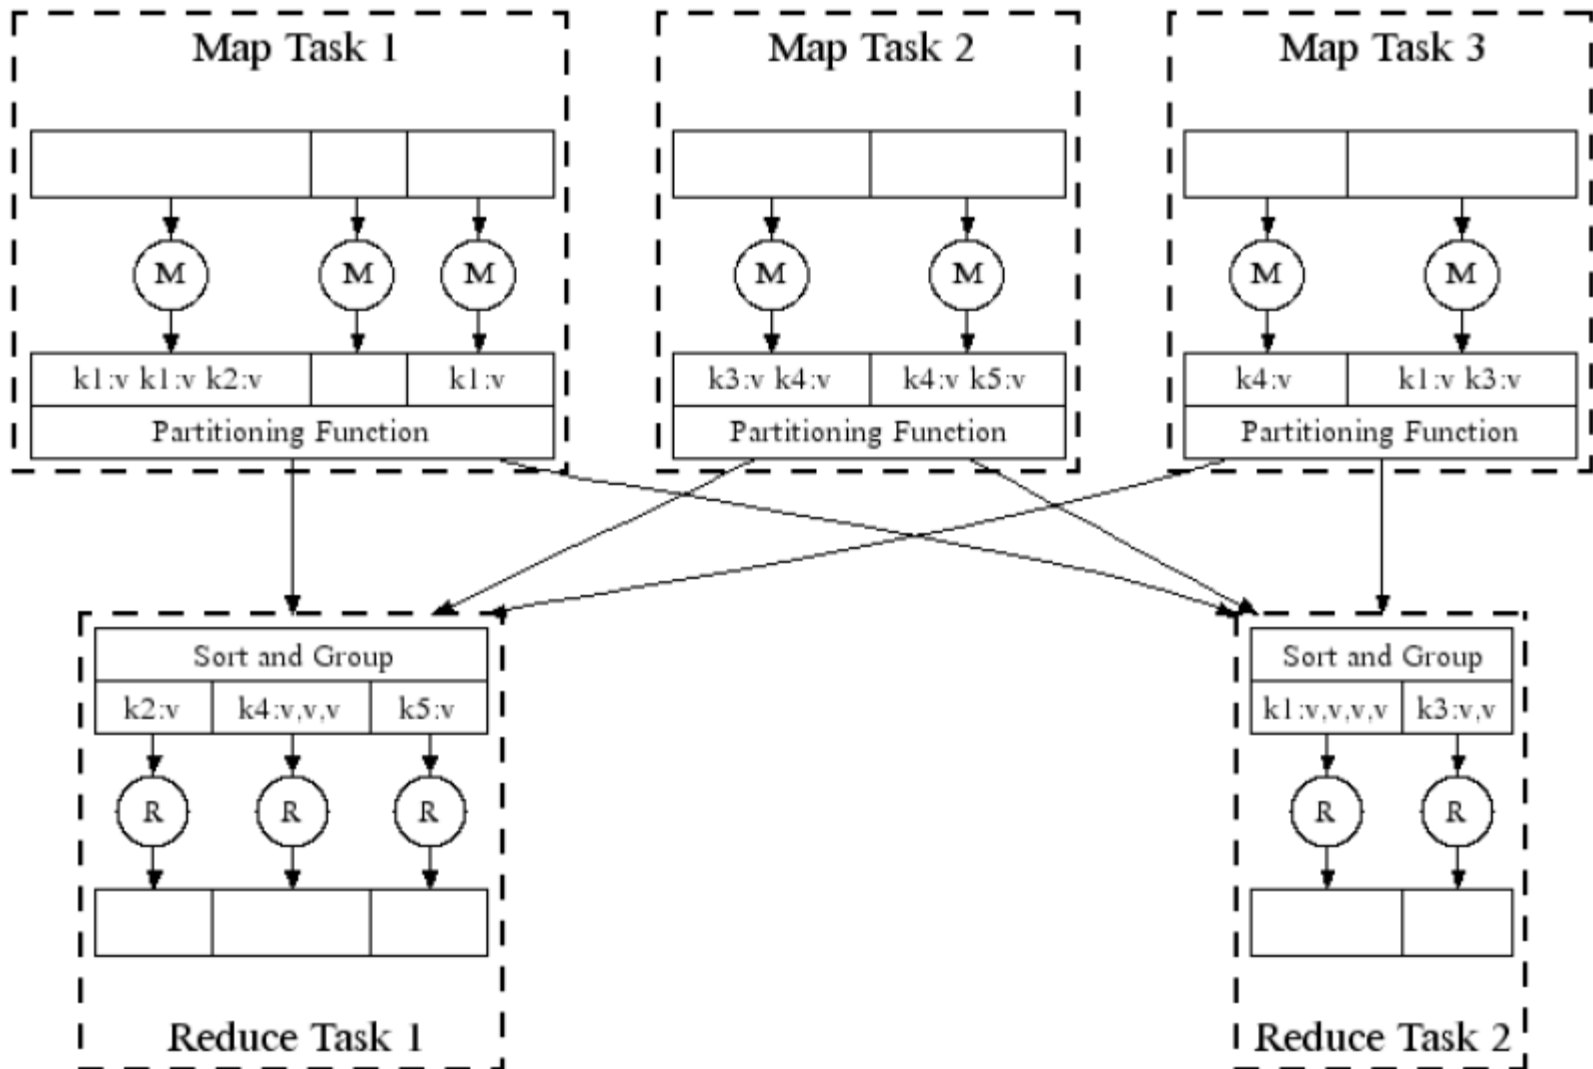 Map Task 1
Map Task 2
Map Task 3
M
M
M
M
M
M
M
k1:v k1:v k2:v
k1:v
k3:v k4:v
k4:v k5:v
k4:v
k1:v k3:v
Partitioning Function
Partitioning Function
Partitioning Function
Sort and Group
k2:v
k4:v,v,v
k5:v
R
R
R
Reduce Task 1
Sort and Group
k1:v,v,v,v
k3:v,v
R
R
Reduce Task 2